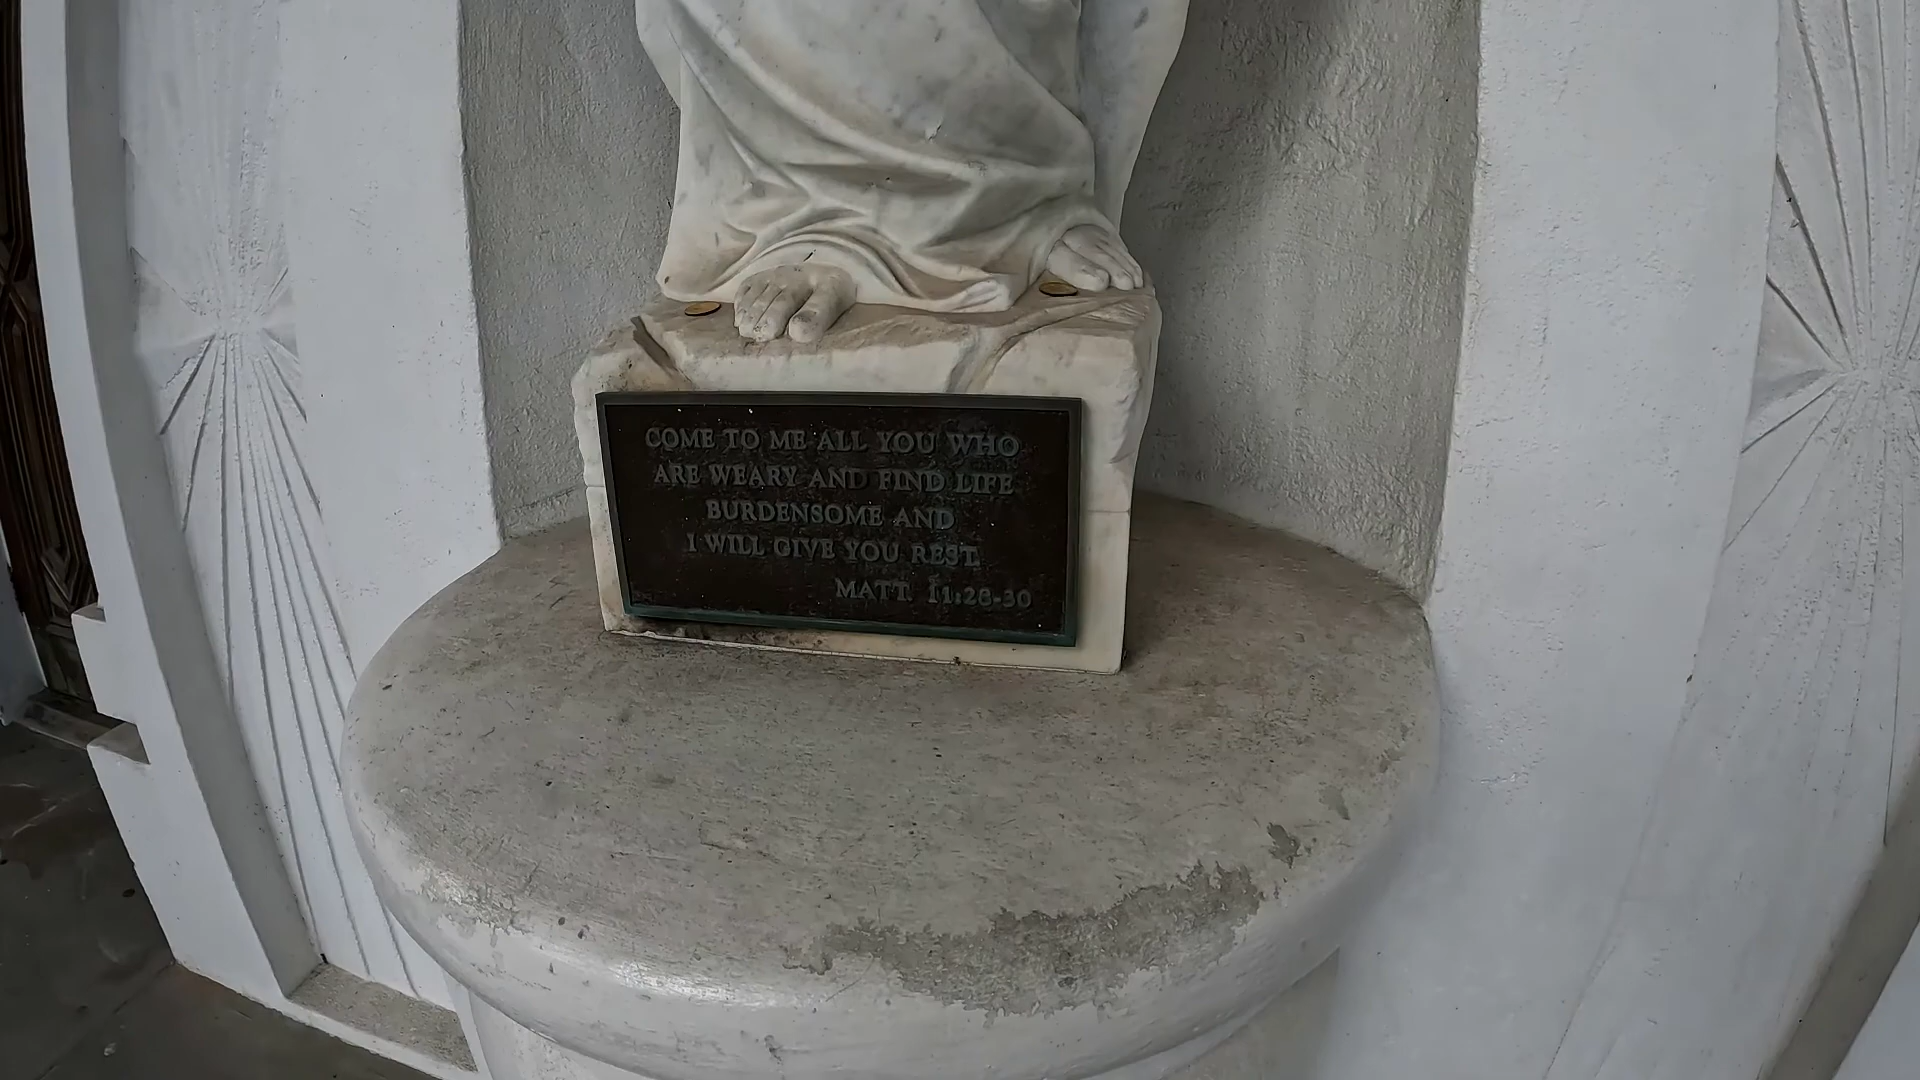 COME TO ME ALL YOU WHO
ARE WEARY AND FIND LIFE
BURDENSOME AND
I WILL GIVE YOU REST
MATT. 11:28-30